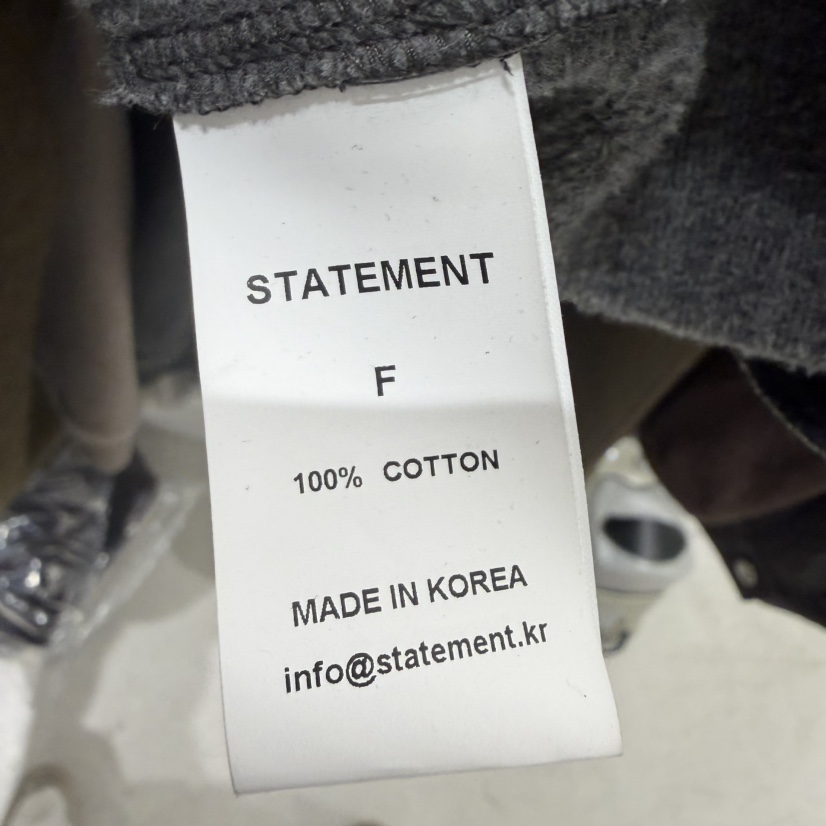 STATEMENT
F
100% COTTON
MADE IN KOREA
info@statement.kr